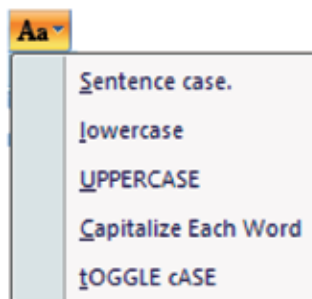 Aa
Sentence case.
lowercase
UPPERCASE
Capitalize Each Word
tOGGLE cASE